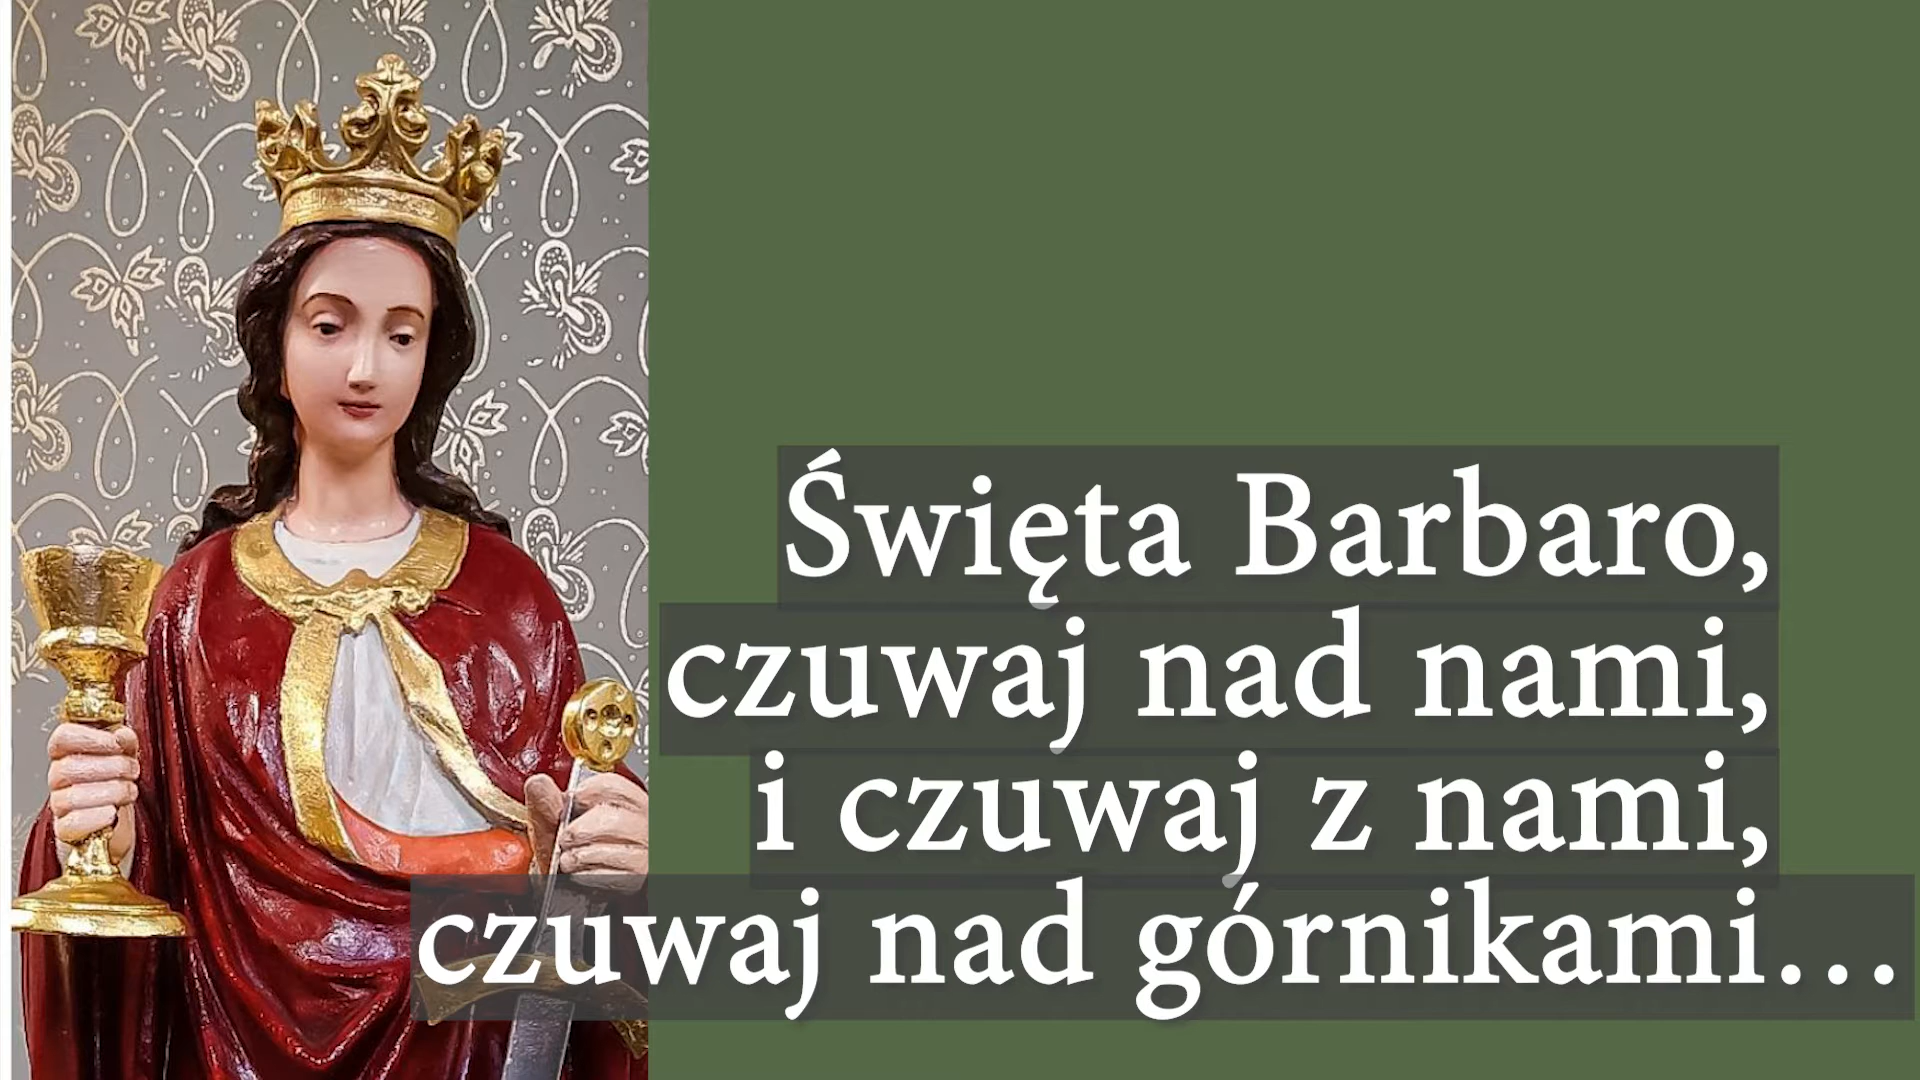 Święta Barbaro,
czuwaj nad nami,
i czuwaj z nami,
czuwaj nad górnikami...